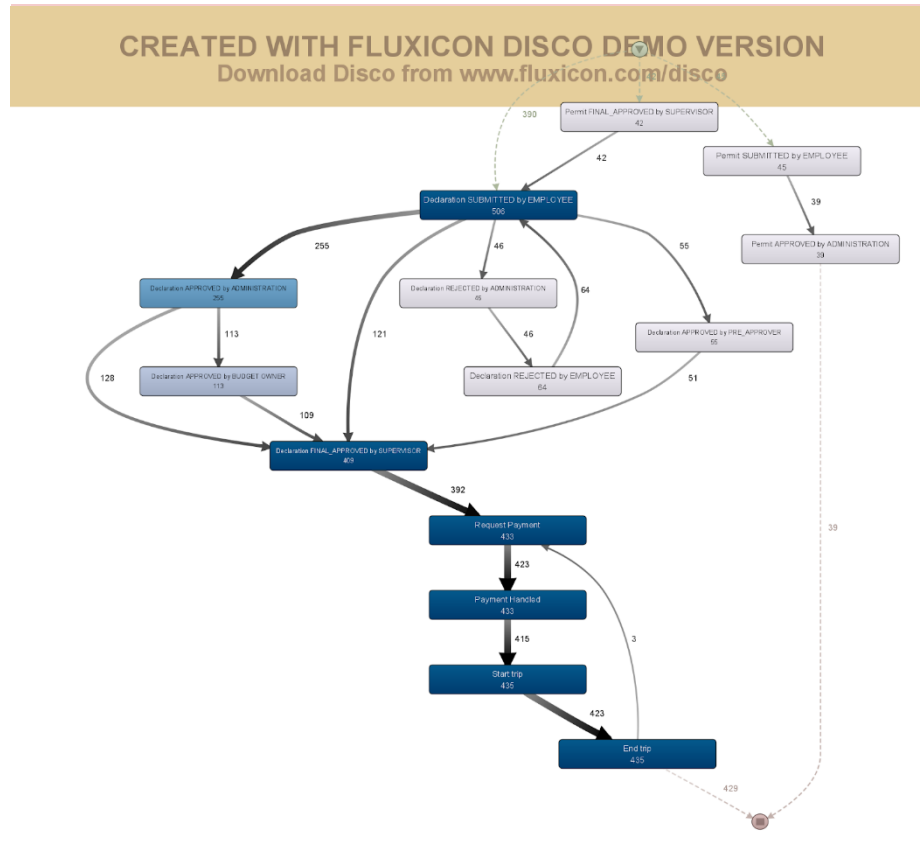 CREATED WITH FLUXICON DISCO DEMO VERSION
Download Disco from www.fluxicon.com/disco
390
Permit FINAL_APPROVED by SUPERVISOR
42
42
Permit SUBMITTED by EMPLOYEE
45
39
Declaration SUBMITTED by EMPLOYEE
506
255
46
55
Permit APPROVED by ADMINISTRATION
39
Declaration APPROVED by ADMINISTRATION
255
Declaration REJECTED by ADMINISTRATION
64
121
113
46
Declaration APPROVED by PRE_APPROVER
55
128
Declaration APPROVED by BUDGET OWNER
113
Declaration REJECTED by EMPLOYEE
64
51
109
Declaration FINAL_APPROVED by SUPERVISOR
409
392
Request Payment
433
39
423
Payment Handled
433
415
3
Start trip
435
423
End trip
435
429